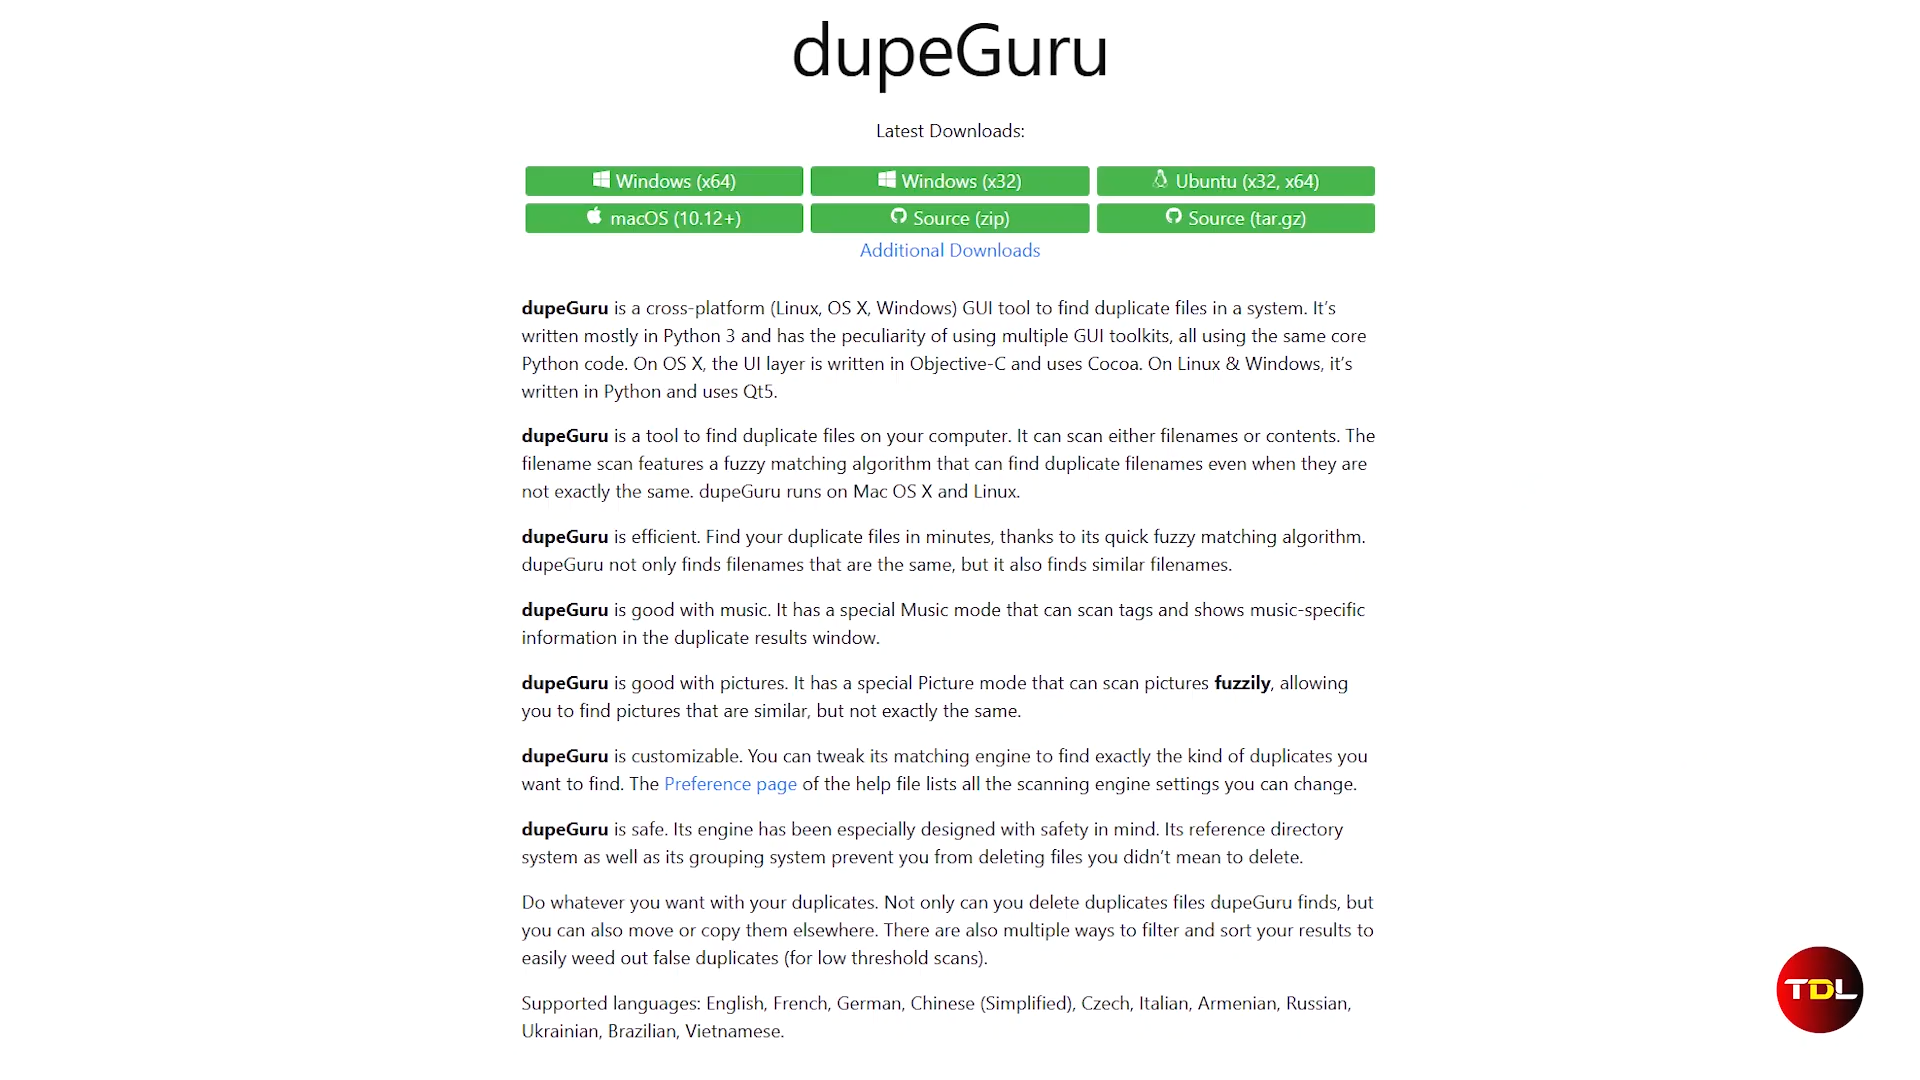 dupeGuru
Latest Downloads:
Windows (x64)
Windows (x32)
Ubuntu (x32, x64)
macOS (10.12+)
Source (zip)
Source (tar.gz)
Additional Downloads
dupeGuru is a cross-platform (Linux, OS X, Windows) GUI tool to find duplicate files in a system. It’s
written mostly in Python 3 and has the peculiarity of using multiple GUI toolkits, all using the same core
Python code. On OS X, the UI layer is written in Objective-C and uses Cocoa. On Linux & Windows, it’s
written in Python and uses Qt5.
dupeGuru is a tool to find duplicate files on your computer. It can scan either filenames or contents. The
filename scan features a fuzzy matching algorithm that can find duplicate filenames even when they are
not exactly the same. dupeGuru runs on Mac OS X and Linux.
dupeGuru is efficient. Find your duplicate files in minutes, thanks to its quick fuzzy matching algorithm.
dupeGuru not only finds filenames that are the same, but it also finds similar filenames.
dupeGuru is good with music. It has a special Music mode that can scan tags and shows music-specific
information in the duplicate results window.
dupeGuru is good with pictures. It has a special Picture mode that can scan pictures fuzzily, allowing
you to find pictures that are similar, but not exactly the same.
dupeGuru is customizable. You can tweak its matching engine to find exactly the kind of duplicates you
want to find. The Preference page of the help file lists all the scanning engine settings you can change.
dupeGuru is safe. Its engine has been especially designed with safety in mind. Its reference directory
system as well as its grouping system prevent you from deleting files you didn’t mean to delete.
Do whatever you want with your duplicates. Not only can you delete duplicates files dupeGuru finds, but
you can also move or copy them elsewhere. There are also multiple ways to filter and sort your results to
easily weed out false duplicates (for low threshold scans).
Supported languages: English, French, German, Chinese (Simplified), Czech, Italian, Armenian, Russian,
Ukrainian, Brazilian, Vietnamese.
TDL